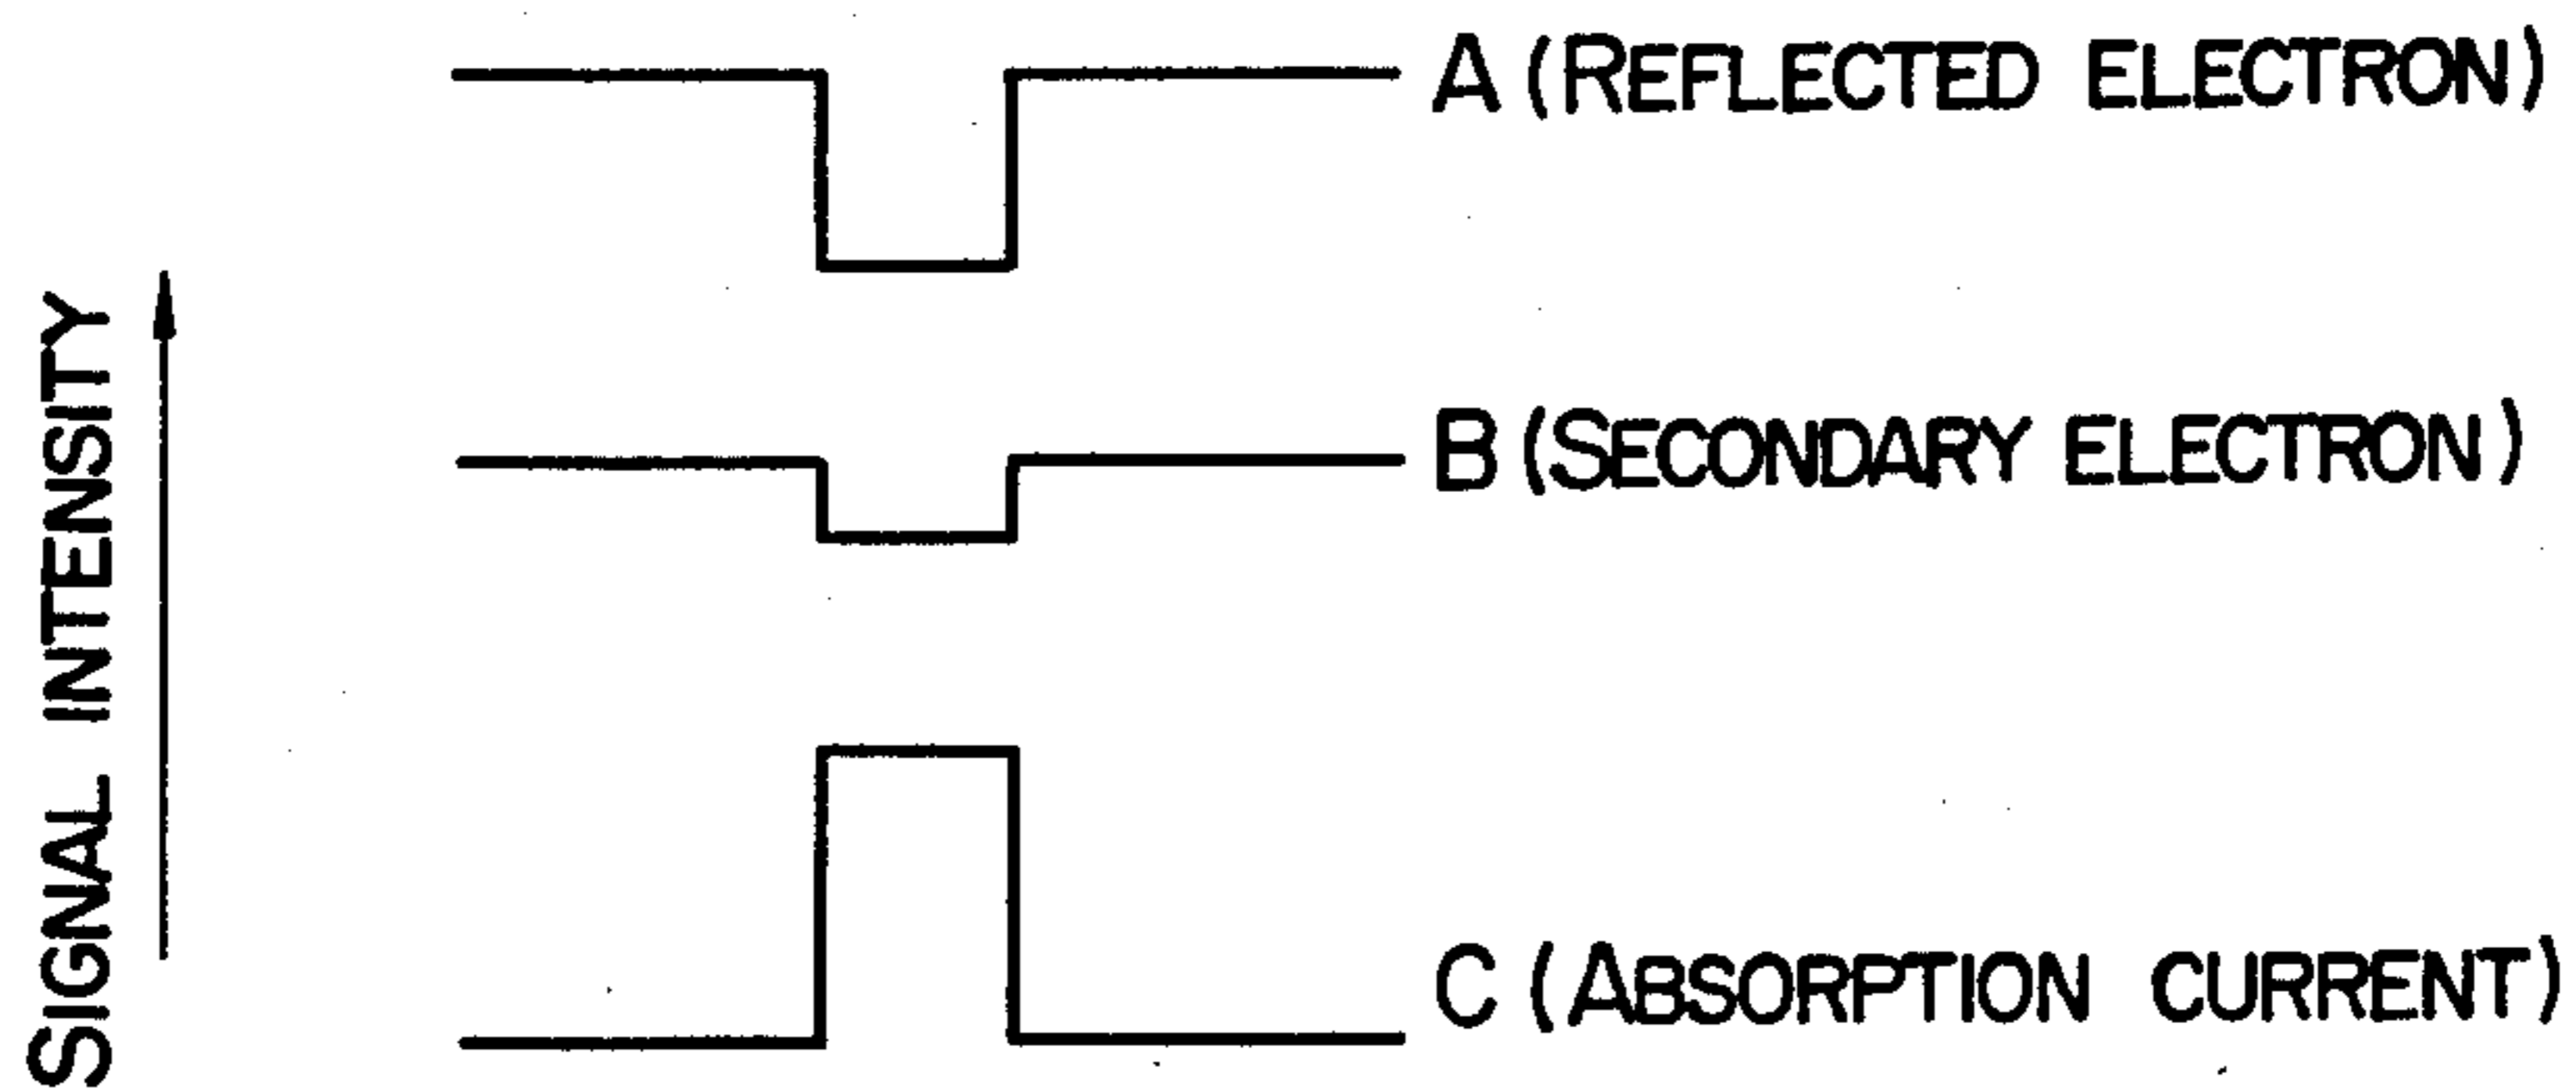 A (REFLECTED ELECTRON)
SIGNAL INTENSITY
B (SECONDARY ELECTRON)
C (ABSORPTION CURRENT)